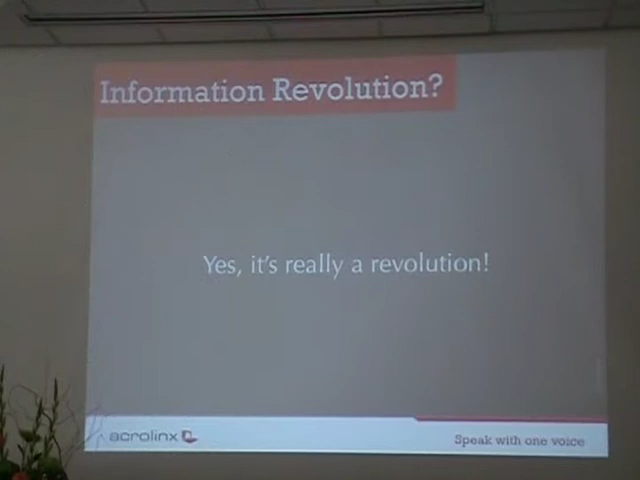 Information Revolution?
Yes, it's really a revolution!
acrolinx
Speak with one voice